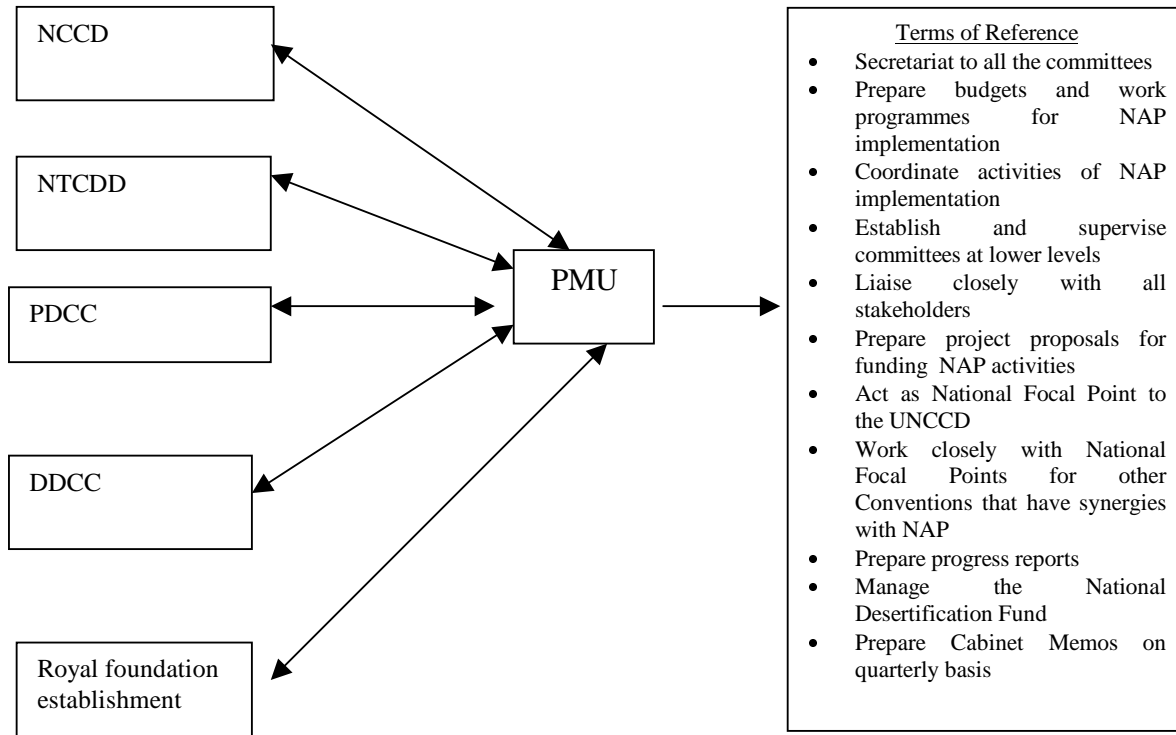 NCCD
NTCDD
PDCC
DDCC
Royal foundation
establishment
PMU
Terms of Reference
• Secretariat to all the committees
• Prepare budgets and work
programmes for NAP
implementation
• Coordinate activities of NAP
implementation
• Establish and supervise
committees at lower levels
• Liaise closely with all
stakeholders
• Prepare project proposals for
funding NAP activities
• Act as National Focal Point to
the UNCCD
• Work closely with National
Focal Points for other
Conventions that have synergies
with NAP
• Prepare progress reports
• Manage the National
Desertification Fund
• Prepare Cabinet Memos on
quarterly basis